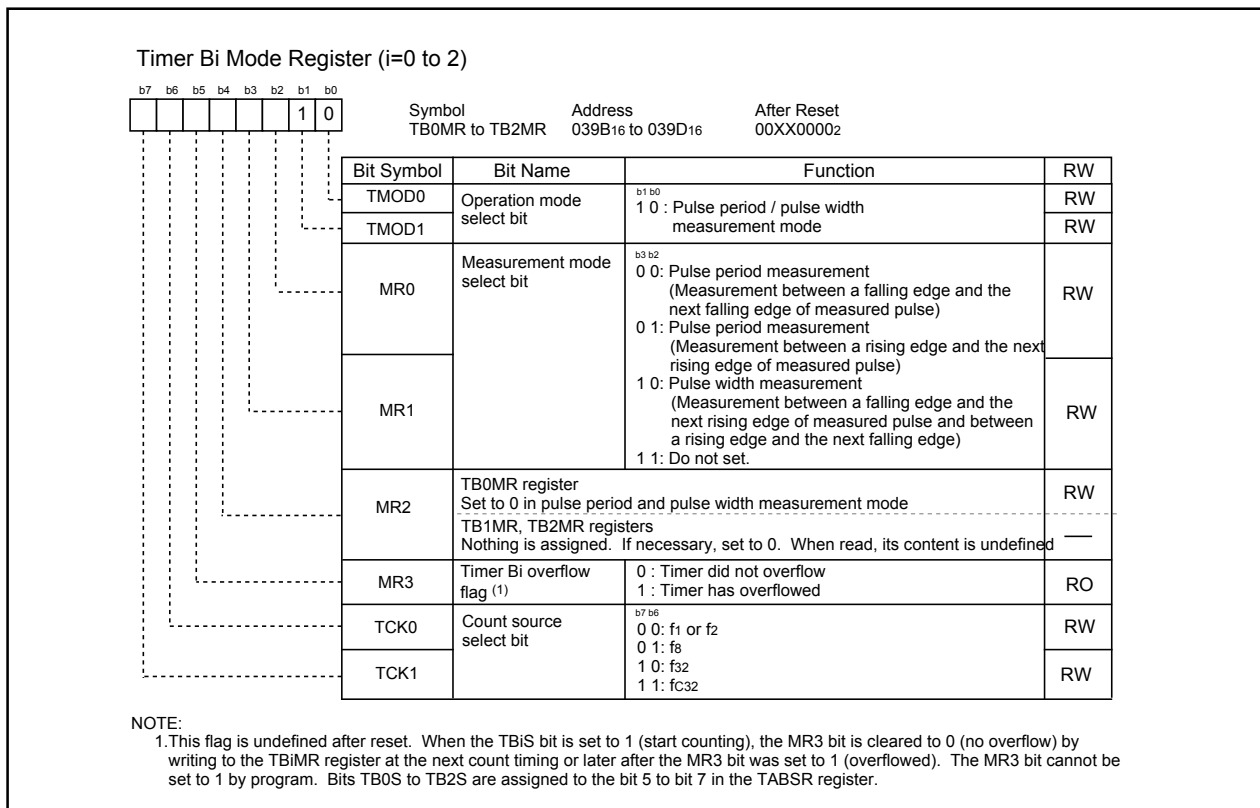 Timer Bi Mode Register (i=0 to 2)
b7 b6 b5 b4 b3 b2 b1 b0
1 0
Symbol Address After Reset
TB0MR to TB2MR 039B16 to 039D16 00XX00002
Bit Symbol Bit Name Function RW
TMOD0 Operation mode select bit b1 b0 RW
1 0 : Pulse period / pulse width
measurement mode
TMOD1 RW
MR0 Measurement mode select bit b3 b2 RW
0 0: Pulse period measurement
(Measurement between a falling edge and the
next falling edge of measured pulse)
0 1: Pulse period measurement
(Measurement between a rising edge and the next
rising edge of measured pulse)
MR1 RW
1 0: Pulse width measurement
(Measurement between a falling edge and the
next rising edge of measured pulse and between
a rising edge and the next falling edge)
1 1: Do not set.
MR2 TB0MR register RW
Set to 0 in pulse period and pulse width measurement mode
TB1MR, TB2MR registers
Nothing is assigned. If necessary, set to 0. When read, its content is undefined —
MR3 Timer Bi overflow flag (1) RO
0 : Timer did not overflow
1 : Timer has overflowed
TCK0 Count source select bit b7 b6 RW
0 0: f1 or f2
0 1: f8
TCK1 RW
1 0: f32
1 1: fC32
NOTE:
1.This flag is undefined after reset. When the TBiS bit is set to 1 (start counting), the MR3 bit is cleared to 0 (no overflow) by
writing to the TBiMR register at the next count timing or later after the MR3 bit was set to 1 (overflowed). The MR3 bit cannot be
set to 1 by program. Bits TB0S to TB2S are assigned to the bit 5 to bit 7 in the TABSR register.